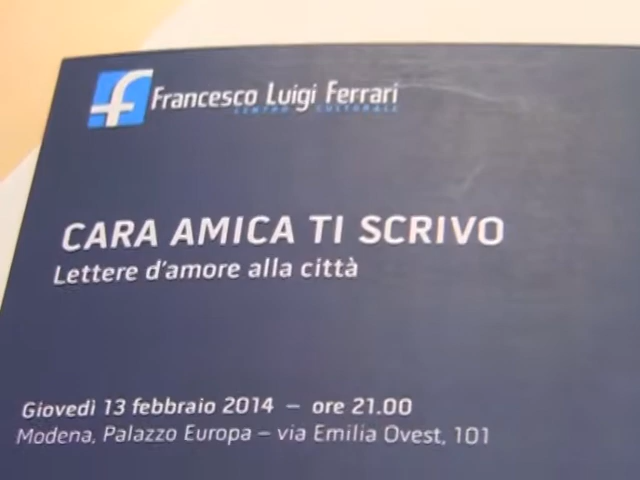 f Francesco Luigi Ferrari
CENTRO CULTURALE
CARA AMICA TI SCRIVO
Lettere d'amore alla città
Giovedì 13 febbraio 2014 – ore 21.00
Modena, Palazzo Europa – via Emilia Ovest, 101